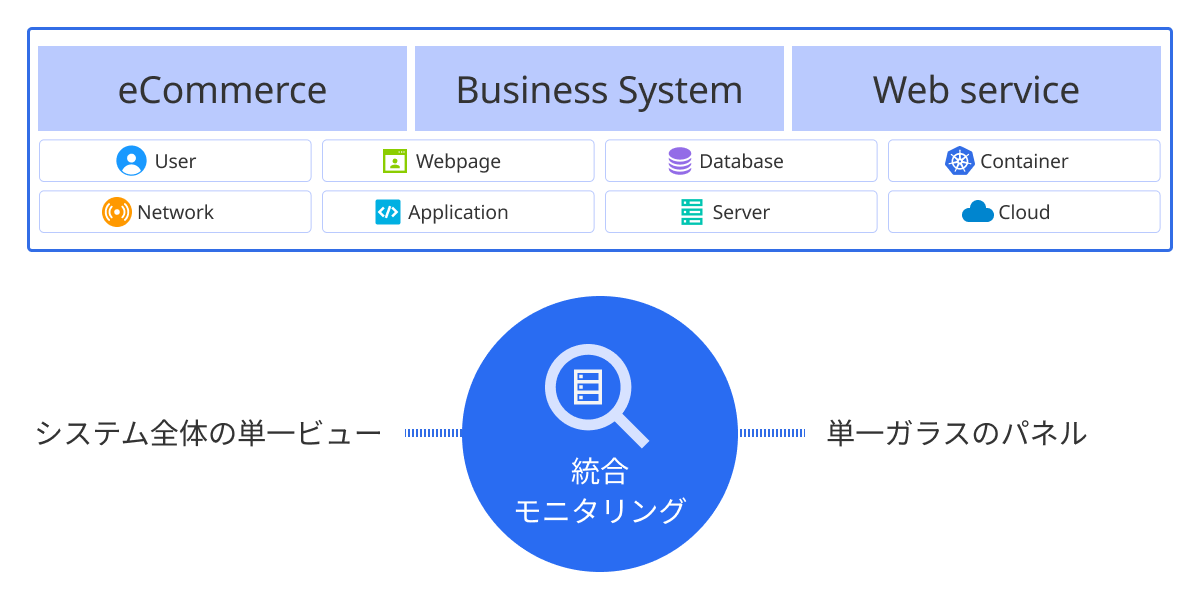 eCommerce
Business System
Web service
User
Webpage
Database
Container
Network
Application
Server
Cloud
システム全体の単一ビュー
統合
モニタリング
単一ガラスのパネル